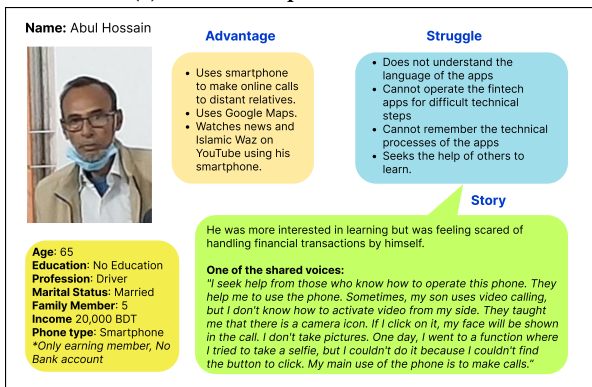 Name: Abul Hossain
Advantage
• Uses smartphone
to make online calls
to distant relatives.
• Uses Google Maps.
• Watches news and
Islamic Waz on
YouTube using his
smartphone.
Struggle
• Does not understand the
language of the apps
• Cannot operate the fintech
apps for difficult technical
steps
• Cannot remember the technical
processes of the apps
• Seeks the help of others to
learn.
Age: 65
Education: No Education
Profession: Driver
Marital Status: Married
Family Member: 5
Income 20,000 BDT
Phone type: Smartphone
*Only earning member, No
Bank account
Story
He was more interested in learning but was feeling scared of
handling financial transactions by himself.
One of the shared voices:
"I seek help from those who know how to operate this phone. They
help me to use the phone. Sometimes, my son uses video calling,
but I don't know how to activate video from my side. They taught
me that there is a camera icon. If I click on it, my face will be shown
in the call. I don't take pictures. One day, I went to a function where
I tried to take a selfie, but I couldn't do it because I couldn't find
the button to click. My main use of the phone is to make calls."